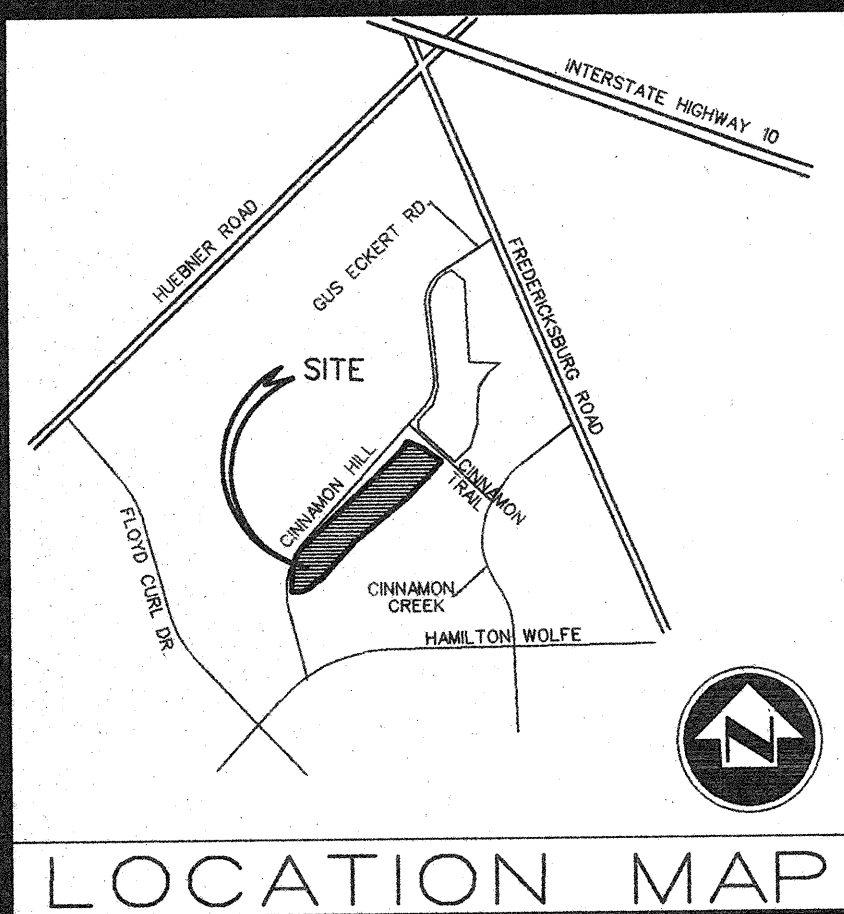 INTERSTATE HIGHWAY 10
HUEBNER ROAD
GUS ECKERT RD.
FREDERICKSBURG ROAD
SITE
CINNAMON HILL
CINNAMON
TRAIL
FLOYD CURL DR.
CINNAMON
CREEK
HAMILTON WOLFE
N
LOCATION MAP